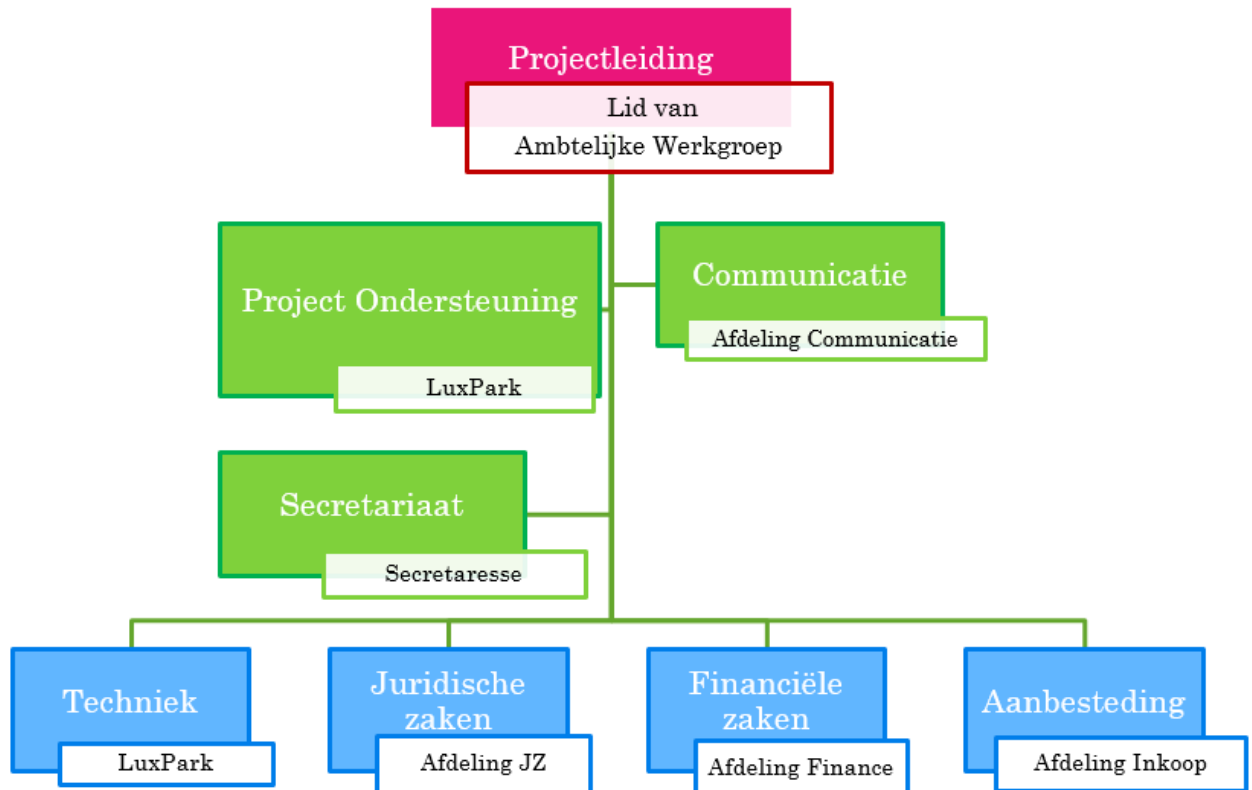 Projectleiding
Lid van
Ambtelijke Werkgroep
Project Ondersteuning
LuxPark
Communicatie
Afdeling Communicatie
Secretariaat
Secretaresse
Techniek
LuxPark
Juridische
zaken
Afdeling JZ
Financiële
zaken
Afdeling Finance
Aanbesteding
Afdeling Inkoop